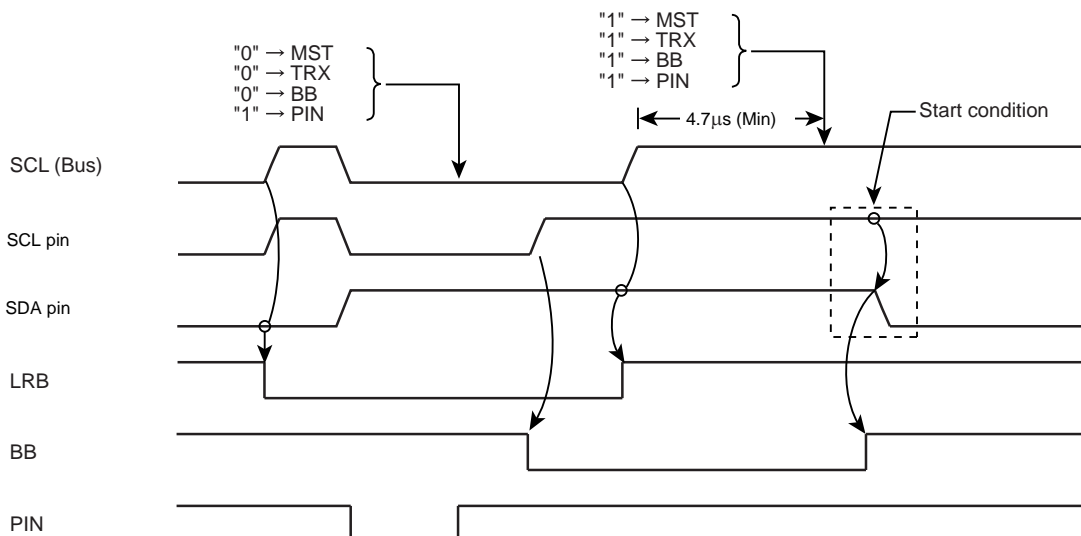 "0" → MST
"0" → TRX
"0" → BB
"1" → PIN
"1" → MST
"1" → TRX
"1" → BB
"1" → PIN
4.7μs (Min)
Start condition
SCL (Bus)
SCL pin
SDA pin
LRB
BB
PIN